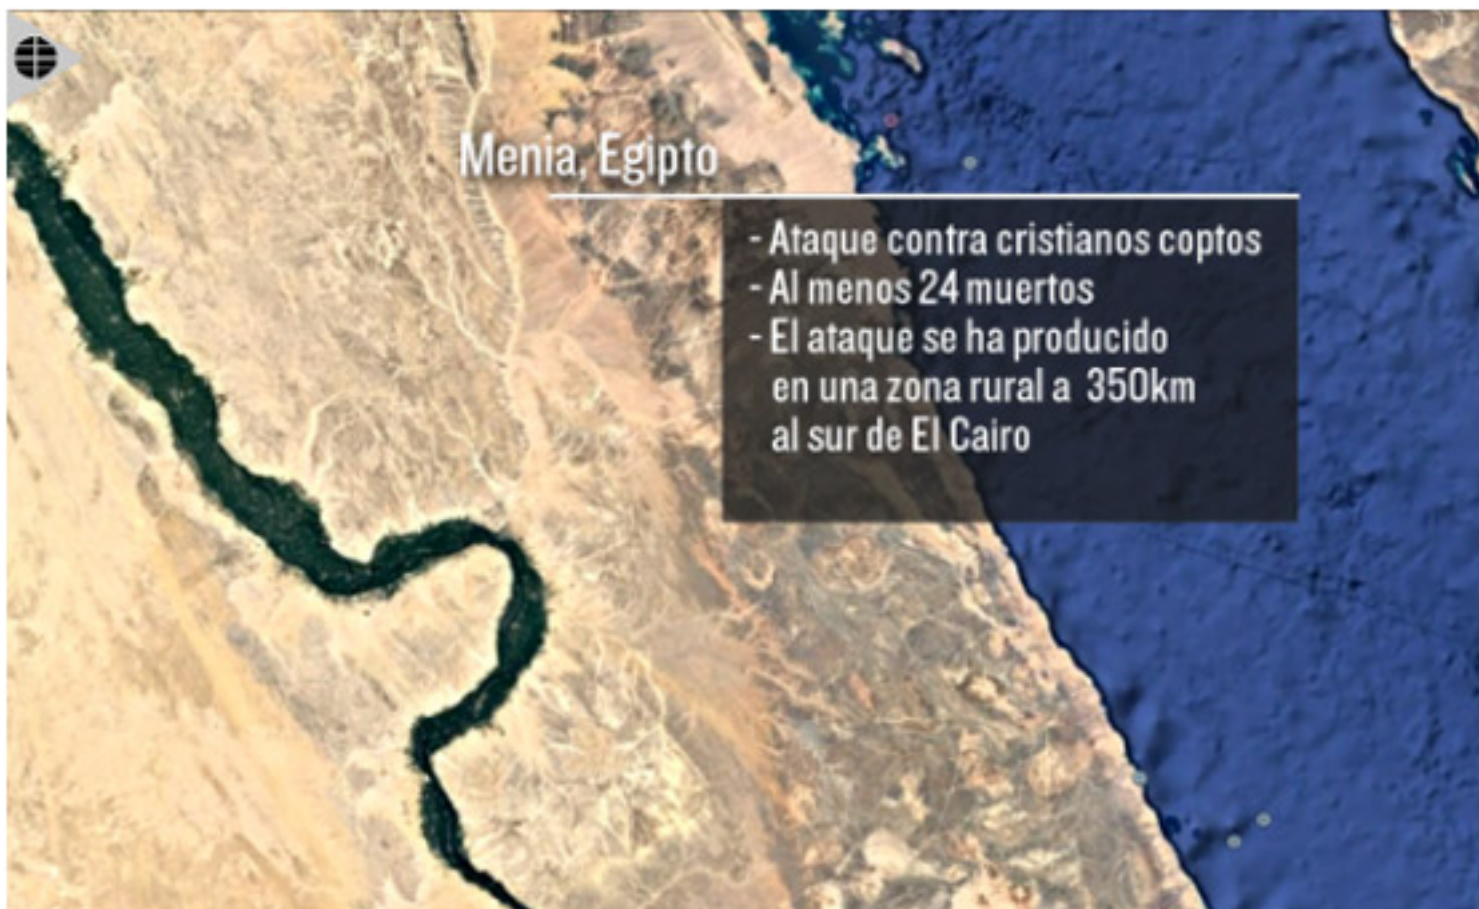 Menia, Egipto
- Ataque contra cristianos coptos
- Al menos 24 muertos
- El ataque se ha producido
en una zona rural a 350km
al sur de El Cairo